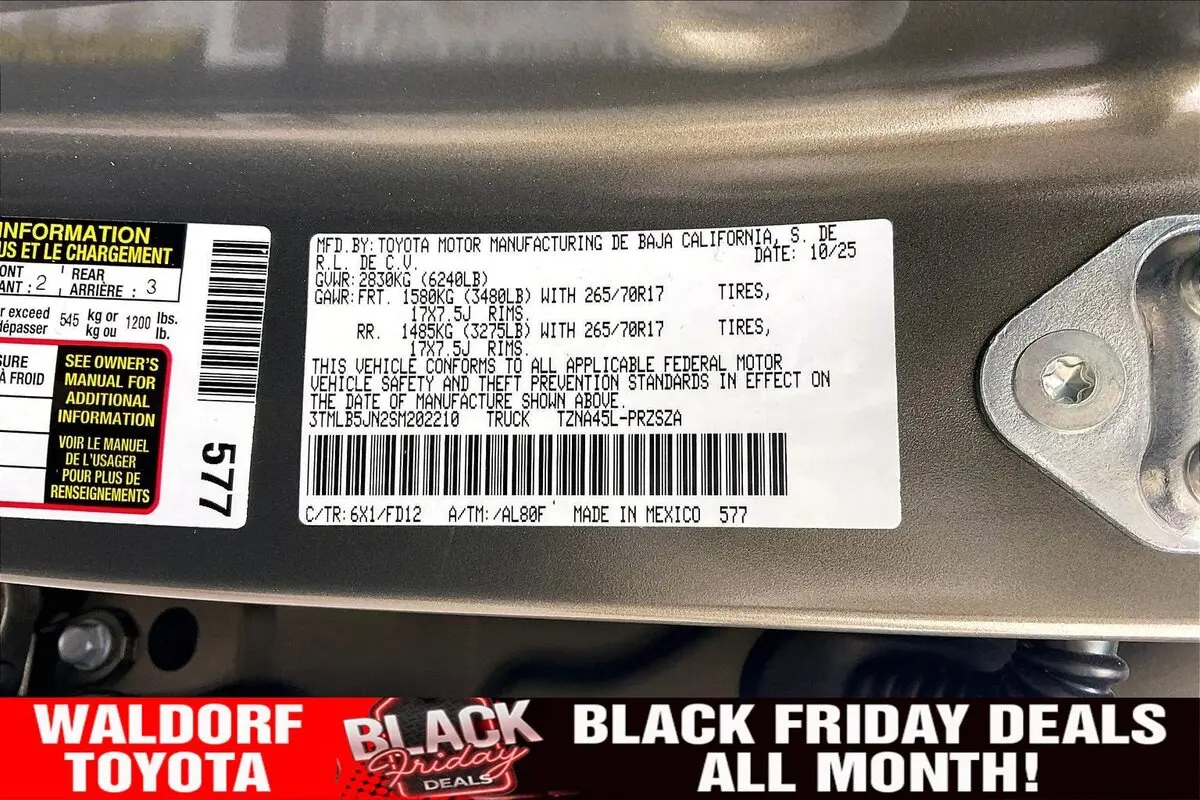 INFORMATION
US ET LE CHARGEMENT
ONT
ANT : 2
REAR
ARRIÈRE : 3
r exceed 545 kg or 1200 lbs.
dépasser kg ou lb.
SURE
À FROID
SEE OWNER'S
MANUAL FOR
ADDITIONAL
INFORMATION
VOIR LE MANUEL
DE L'USAGER
POUR PLUS DE
RENSEIGNEMENTS
577
MFD.BY:TOYOTA MOTOR MANUFACTURING DE BAJA CALIFORNIA, S. DE
R.L. DE C.V. DATE: 10/25
GVWR:2830KG (6240LB)
GAWR:FRT. 1580KG (3480LB) WITH 265/70R17 TIRES,
17X7.5J RIMS.
RR. 1485KG (3275LB) WITH 265/70R17 TIRES,
17X7.5J RIMS.
THIS VEHICLE CONFORMS TO ALL APPLICABLE FEDERAL MOTOR
VEHICLE SAFETY AND THEFT PREVENTION STANDARDS IN EFFECT ON
THE DATE OF MANUFACTURE SHOWN ABOVE.
3TMLB5JN2SM202210 TRUCK TZNA45L-PRZSZA
C/TR:6X1/FD12 A/TM:/AL80F MADE IN MEXICO 577
WALDORF
TOYOTA
BLACK
Friday
DEALS
BLACK FRIDAY DEALS
ALL MONTH!